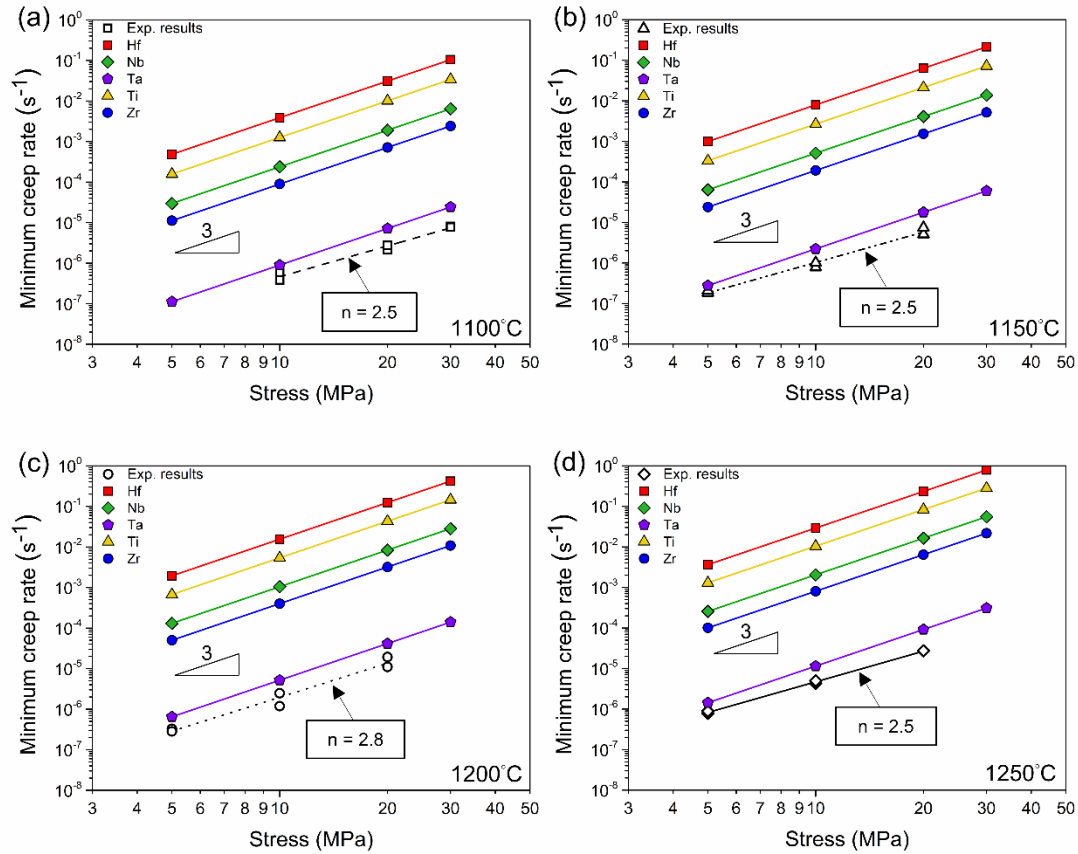 (a)
Minimum creep rate (s⁻¹)
10⁰
10⁻¹
10⁻²
10⁻³
10⁻⁴
10⁻⁵
10⁻⁶
10⁻⁷
10⁻⁸
Exp. results
Hf
Nb
Ta
Ti
Zr
3
n = 2.5
1100°C
3 4 5 6 7 8 9 10 20 30 40 50
Stress (MPa)
(b)
Minimum creep rate (s⁻¹)
10⁰
10⁻¹
10⁻²
10⁻³
10⁻⁴
10⁻⁵
10⁻⁶
10⁻⁷
10⁻⁸
Exp. results
Hf
Nb
Ta
Ti
Zr
3
n = 2.5
1150°C
3 4 5 6 7 8 9 10 20 30 40 50
Stress (MPa)
(c)
Minimum creep rate (s⁻¹)
10⁰
10⁻¹
10⁻²
10⁻³
10⁻⁴
10⁻⁵
10⁻⁶
10⁻⁷
10⁻⁸
Exp. results
Hf
Nb
Ta
Ti
Zr
3
n = 2.8
1200°C
3 4 5 6 7 8 9 10 20 30 40 50
Stress (MPa)
(d)
Minimum creep rate (s⁻¹)
10⁰
10⁻¹
10⁻²
10⁻³
10⁻⁴
10⁻⁵
10⁻⁶
10⁻⁷
10⁻⁸
Exp. results
Hf
Nb
Ta
Ti
Zr
3
n = 2.5
1250°C
3 4 5 6 7 8 9 10 20 30 40 50
Stress (MPa)